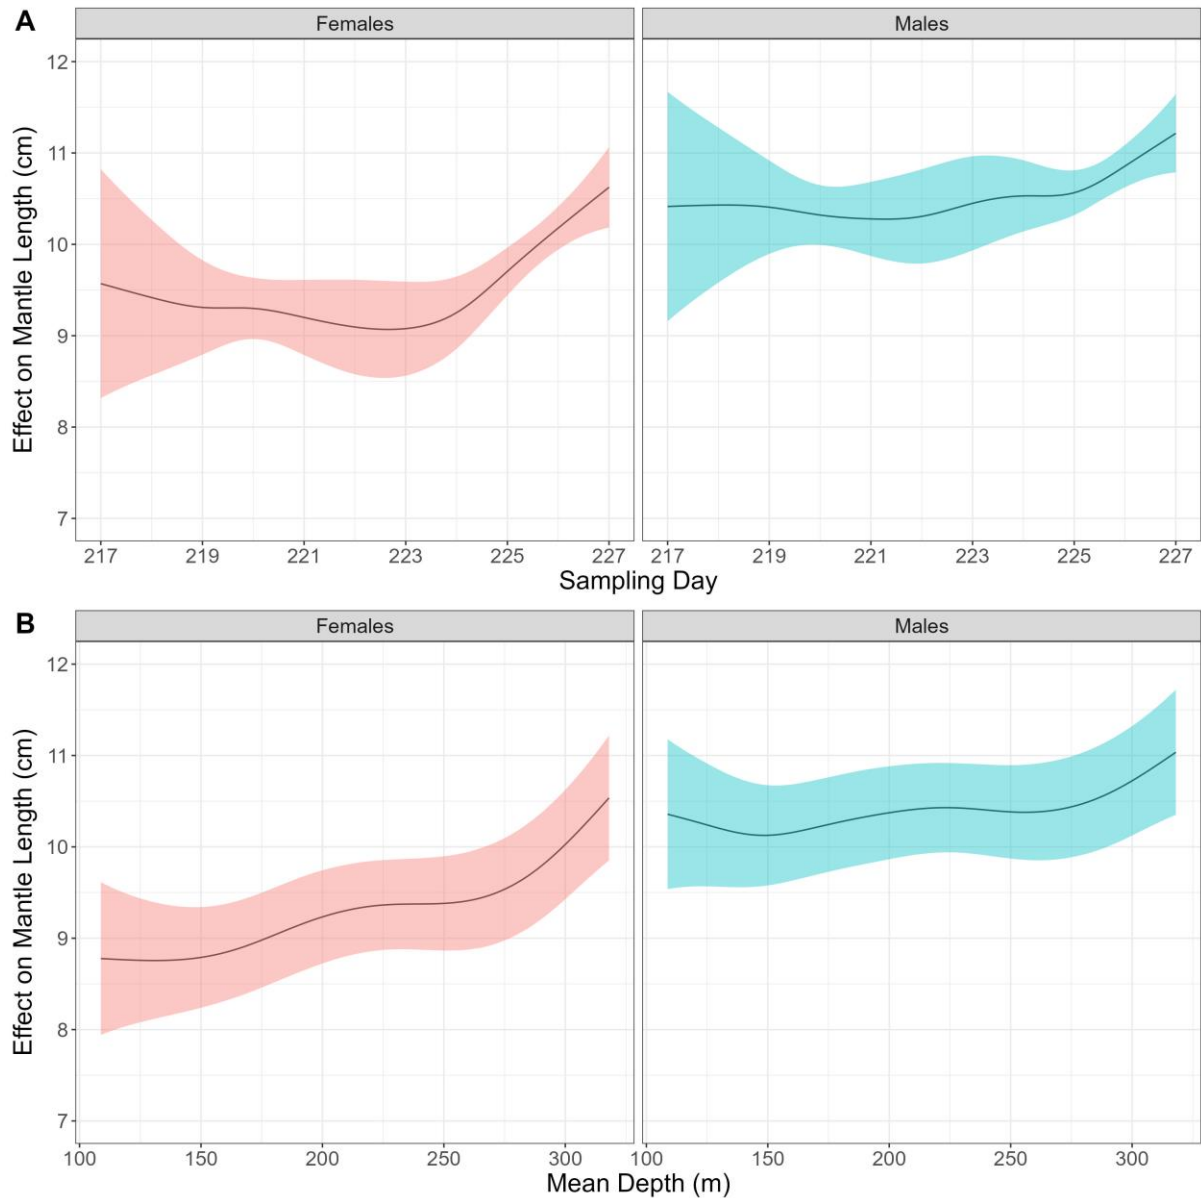 A
Females
Males
Effect on Mantle Length (cm)
12
11
10
9
8
7
217 219 221 223 225 227
217 219 221 223 225 227
Sampling Day
B
Females
Males
Effect on Mantle Length (cm)
12
11
10
9
8
7
100 150 200 250 300
100 150 200 250 300
Mean Depth (m)